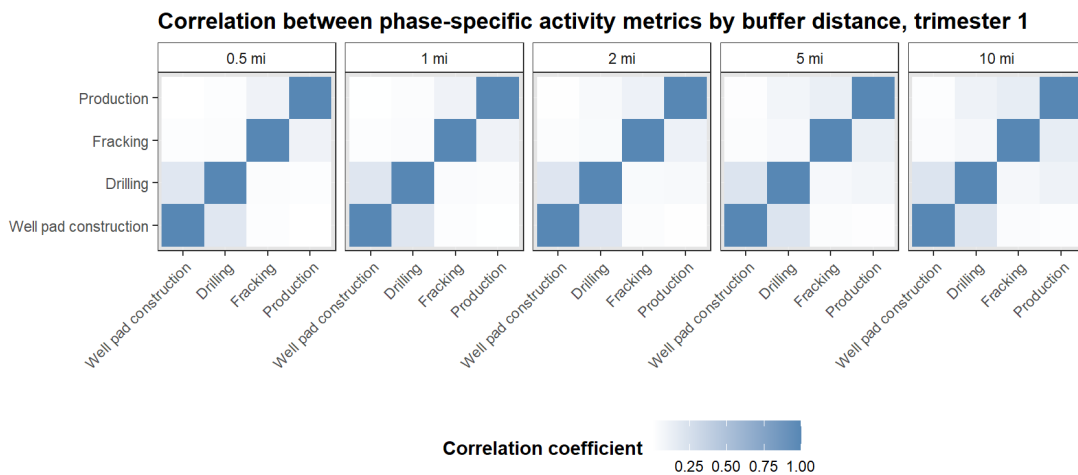 Correlation between phase-specific activity metrics by buffer distance, trimester 1
0.5 mi
1 mi
2 mi
5 mi
10 mi
Production
Fracking
Drilling
Well pad construction
Well pad construction
Drilling
Fracking
Production
Well pad construction
Drilling
Fracking
Production
Well pad construction
Drilling
Fracking
Production
Well pad construction
Drilling
Fracking
Production
Well pad construction
Drilling
Fracking
Production
Correlation coefficient
0.25 0.50 0.75 1.00